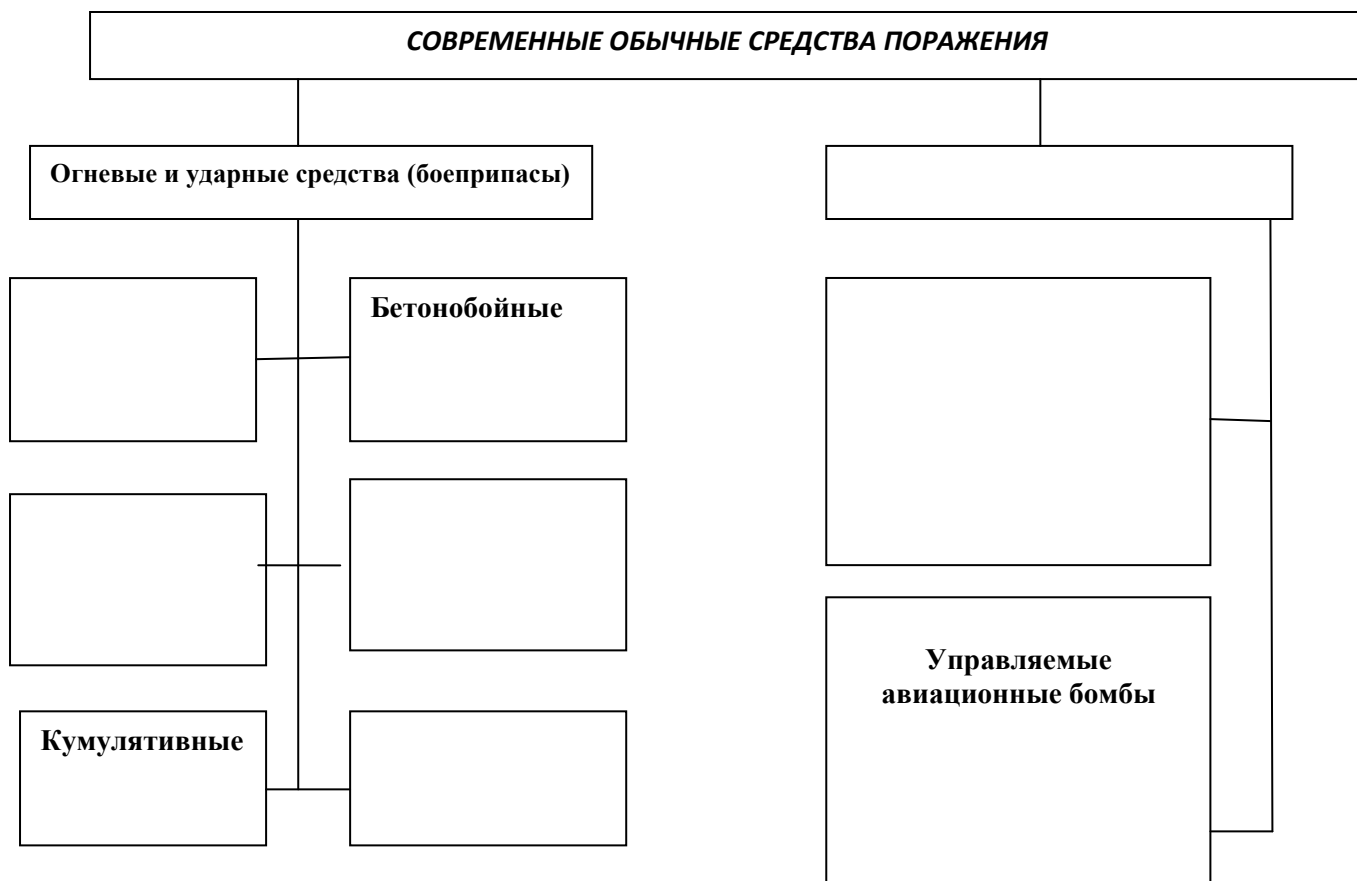 СОВРЕМЕННЫЕ ОБЫЧНЫЕ СРЕДСТВА ПОРАЖЕНИЯ
Огневые и ударные средства (боеприпасы)
Бетонобойные
Кумулятивные
Управляемые
авиационные бомбы